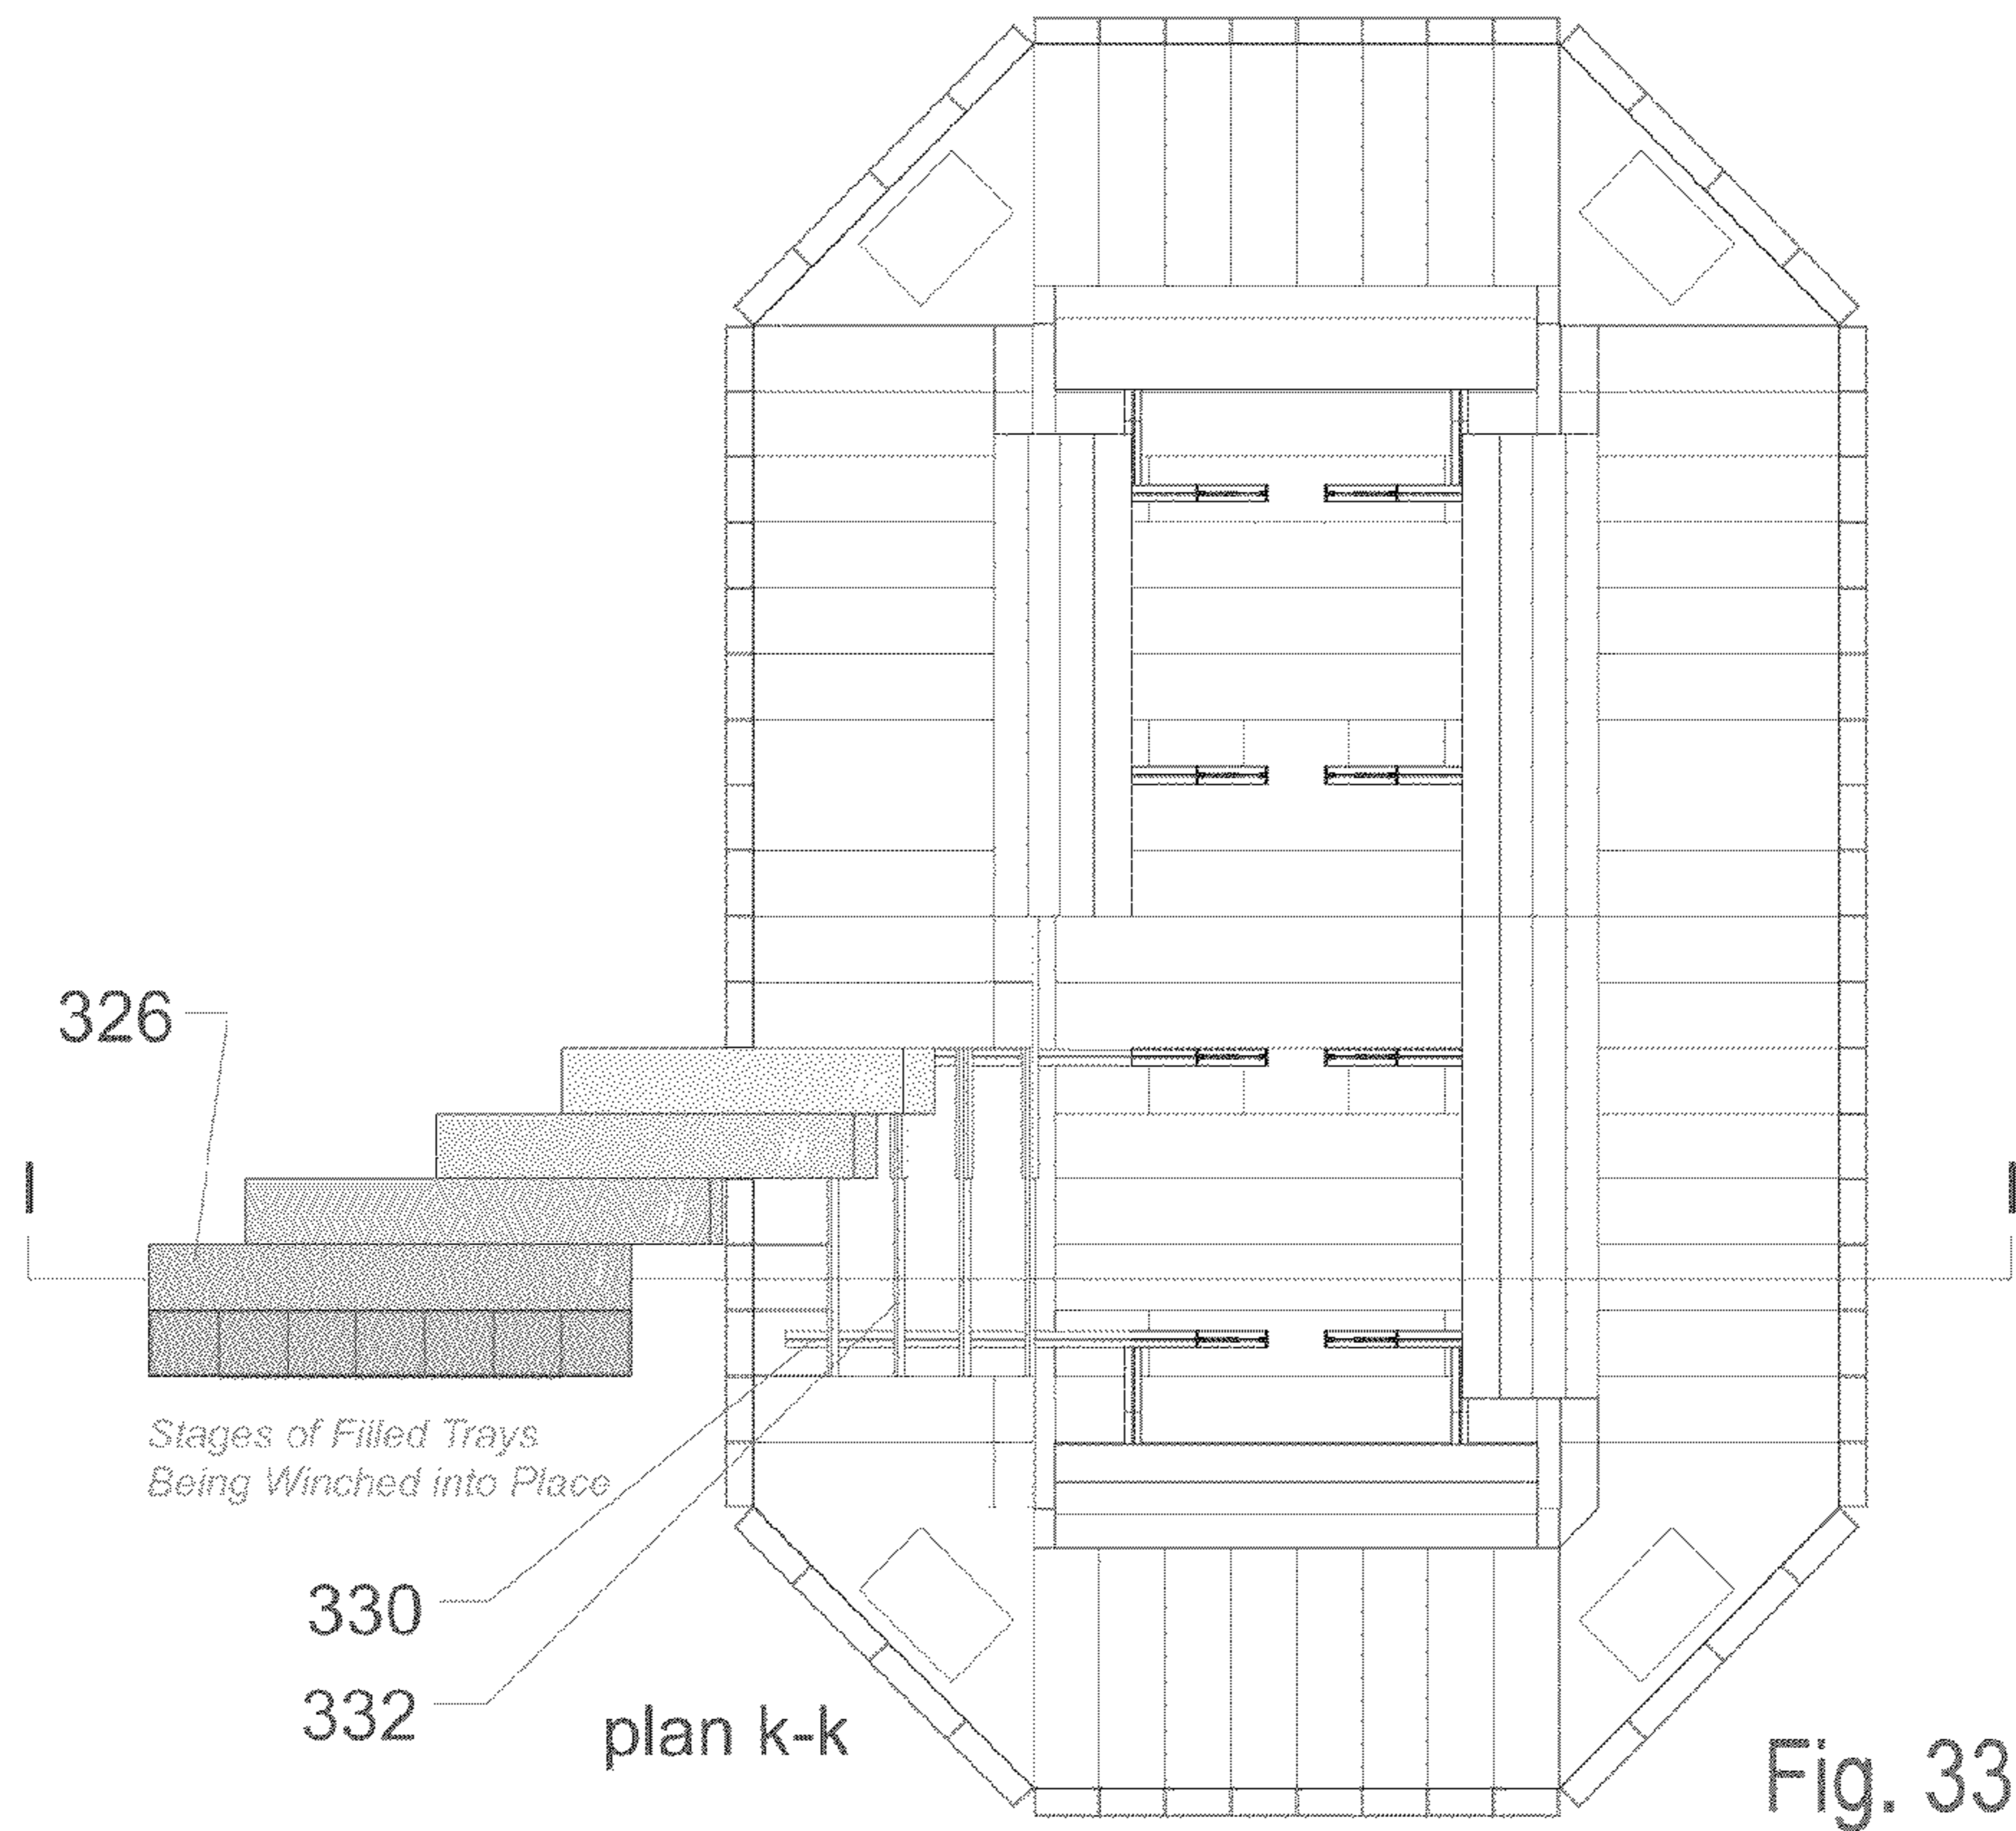 326
I I
Stages of Filled Trays
Being Winched into Place
330
332
plan k-k
Fig. 33